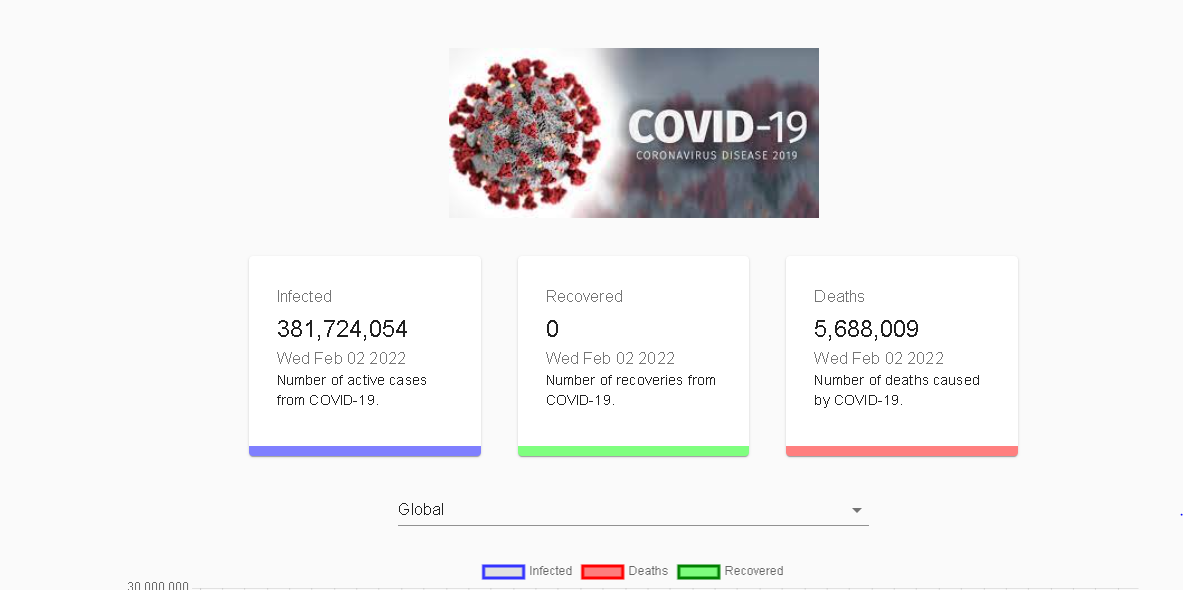 COVID-19
CORONAVIRUS DISEASE 2019
Infected
381,724,054
Wed Feb 02 2022
Number of active cases
from COVID-19.
Recovered
0
Wed Feb 02 2022
Number of recoveries from
COVID-19.
Deaths
5,688,009
Wed Feb 02 2022
Number of deaths caused
by COVID-19.
Global
Infected Deaths Recovered
30,000,000